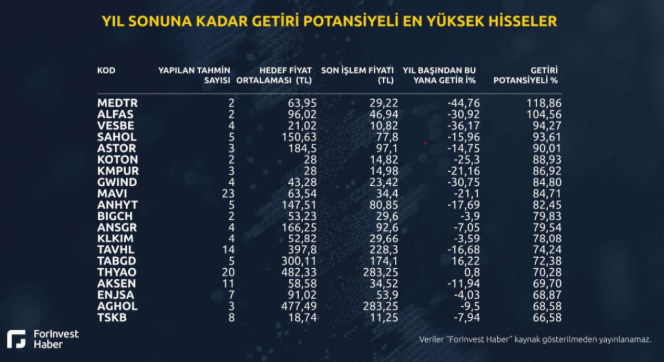 YIL SONUNA KADAR GETİRİ POTANSİYELİ EN YÜKSEK HİSSELER
KOD YAPILAN TAHMİN SAYISI HEDEF FİYAT ORTALAMASI (TL) SON İŞLEM FİYATI (TL) YIL BAŞINDAN BU YANA GETİRİ% GETİRİ POTANSİYELİ %
MEDTR 2 63,95 29,22 -44,76 118,86
ALFAS 2 96,02 46,94 -30,92 104,56
VESBE 4 21,02 10,82 -36,17 94,27
SAHOL 5 150,63 77,8 -15,96 93,61
ASTOR 3 184,5 97,1 -14,75 90,01
KOTON 2 28 14,82 -25,3 88,93
KMPUR 3 28 14,98 -21,16 86,92
GWIND 4 43,28 23,42 -30,75 84,80
MAVI 23 63,54 34,4 -21,1 84,71
ANHYT 5 147,51 80,85 -17,69 82,45
BIGCH 2 53,23 29,6 -3,9 79,83
ANSGR 4 166,25 92,6 -7,05 79,54
KLKIM 4 52,82 29,66 -3,59 78,08
TAVHL 14 397,8 228,3 -16,68 74,24
TABGD 5 300,11 174,1 16,22 72,38
THYAO 20 482,33 283,25 0,8 70,28
AKSEN 11 58,58 34,52 -11,94 69,70
ENJSA 7 91,02 53,9 -4,03 68,87
AGHOL 3 477,49 283,25 -9,5 68,58
TSKB 8 18,74 11,25 -7,94 66,58
ForInvest
Haber
Veriler "ForInvest Haber" kaynak gösterilmeden yayınlanamaz.